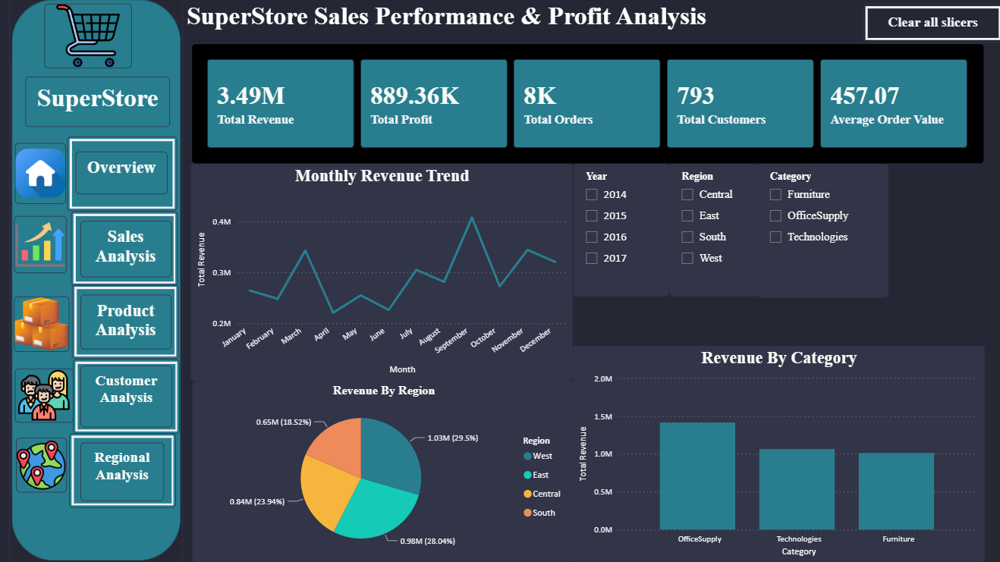 SuperStore Sales Performance & Profit Analysis
Clear all slicers
SuperStore
Overview
Sales
Analysis
Product
Analysis
Customer
Analysis
Regional
Analysis
3.49M
Total Revenue
889.36K
Total Profit
8K
Total Orders
793
Total Customers
457.07
Average Order Value
Monthly Revenue Trend
Total Revenue
0.4M
0.3M
0.2M
January
February
March
April
May
June
July
August
September
October
November
December
Month
Year
2014
2015
2016
2017
Region
Central
East
South
West
Category
Furniture
OfficeSupply
Technologies
Revenue By Region
0.65M (18.52%)
1.03M (29.5%)
0.84M (23.94%)
0.98M (28.04%)
Region
West
East
Central
South
Revenue By Category
Total Revenue
2.0M
1.5M
1.0M
0.5M
0.0M
OfficeSupply
Technologies
Furniture
Category